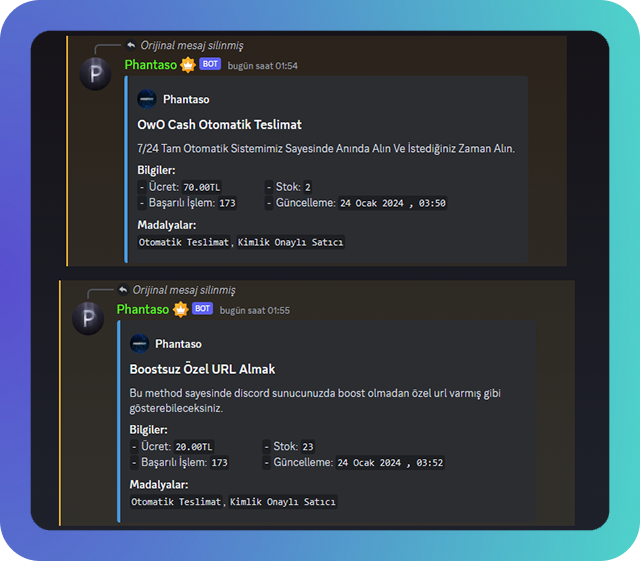 Orijinal mesaj silinmiş
P
Phantaso BOT bugün saat 01:54
Phantaso
OwO Cash Otomatik Teslimat
7/24 Tam Otomatik Sistemimiz Sayesinde Anında Alın Ve İstediğiniz Zaman Alın.
Bilgiler:
- Ücret: 70.00TL - Stok: 2
- Başarılı İşlem: 173 - Güncelleme: 24 Ocak 2024 , 03:50
Madalyalar:
Otomatik Teslimat, Kimlik Onaylı Satıcı
Orijinal mesaj silinmiş
P
Phantaso BOT bugün saat 01:55
Phantaso
Boostsuz Özel URL Almak
Bu method sayesinde discord sunucunuzda boost olmadan özel url varmış gibi
gösterebileceksiniz.
Bilgiler:
- Ücret: 20.00TL - Stok: 23
- Başarılı İşlem: 173 - Güncelleme: 24 Ocak 2024 , 03:52
Madalyalar:
Otomatik Teslimat, Kimlik Onaylı Satıcı